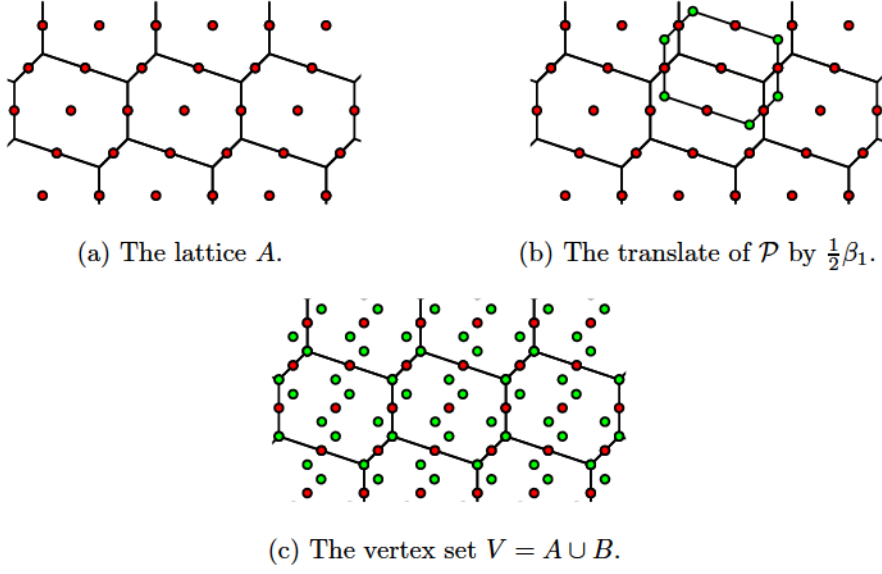 (a) The lattice A.
(b) The translate of 𝒫 by ½β₁.
(c) The vertex set V = A ∪ B.